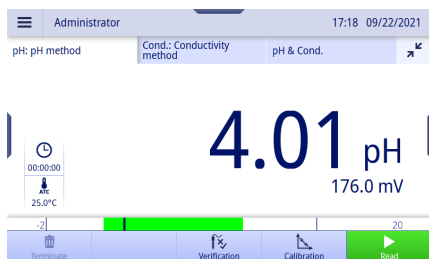 Administrator
17:18 09/22/2021
pH: pH method
Cond.: Conductivity
method
pH & Cond.
4.01 pH
176.0 mV
00:00:00
ATC
25.0°C
-2
20
Terminate
Verification
Calibration
Read